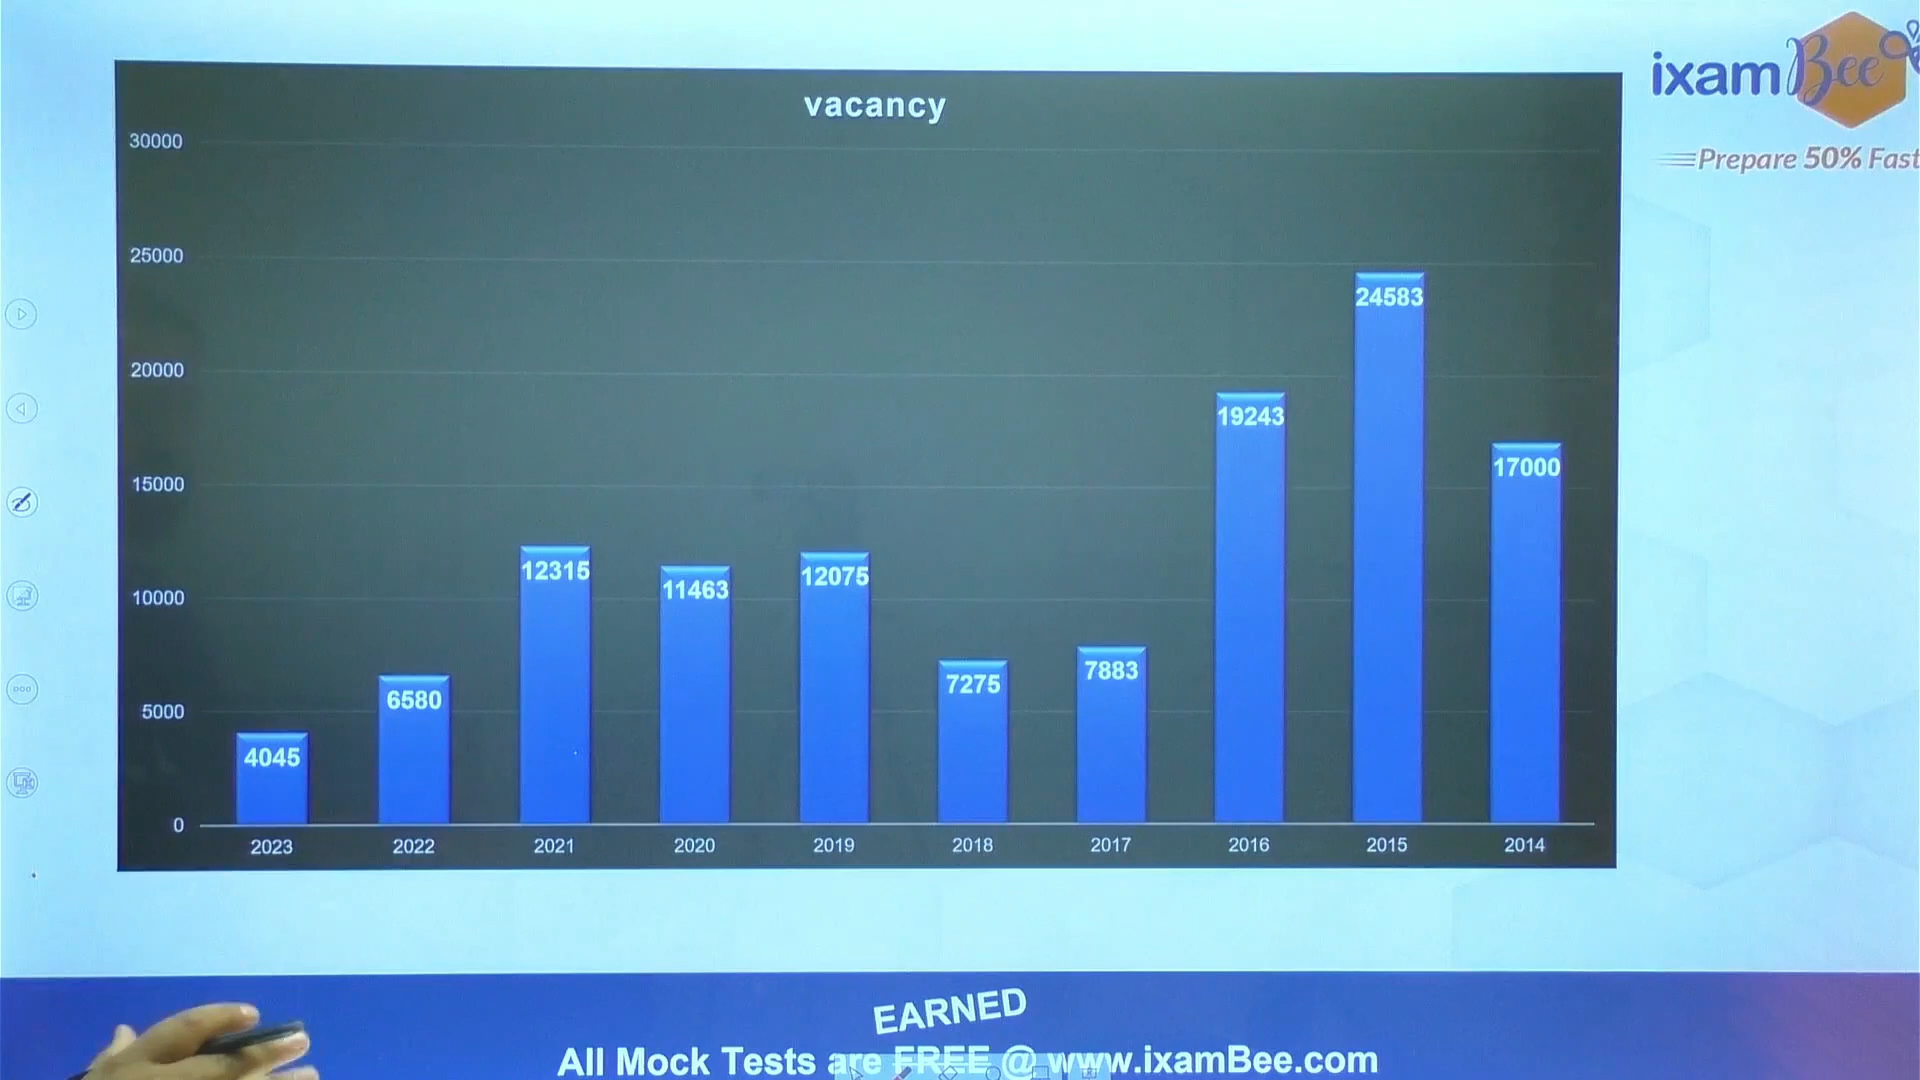 ixamBee
Prepare 50% Fast
vacancy
30000
25000
20000
15000
10000
5000
0
4045
6580
12315
11463
12075
7275
7883
19243
24583
17000
2023 2022 2021 2020 2019 2018 2017 2016 2015 2014
EARNED
All Mock Tests are FREE @ www.ixamBee.com